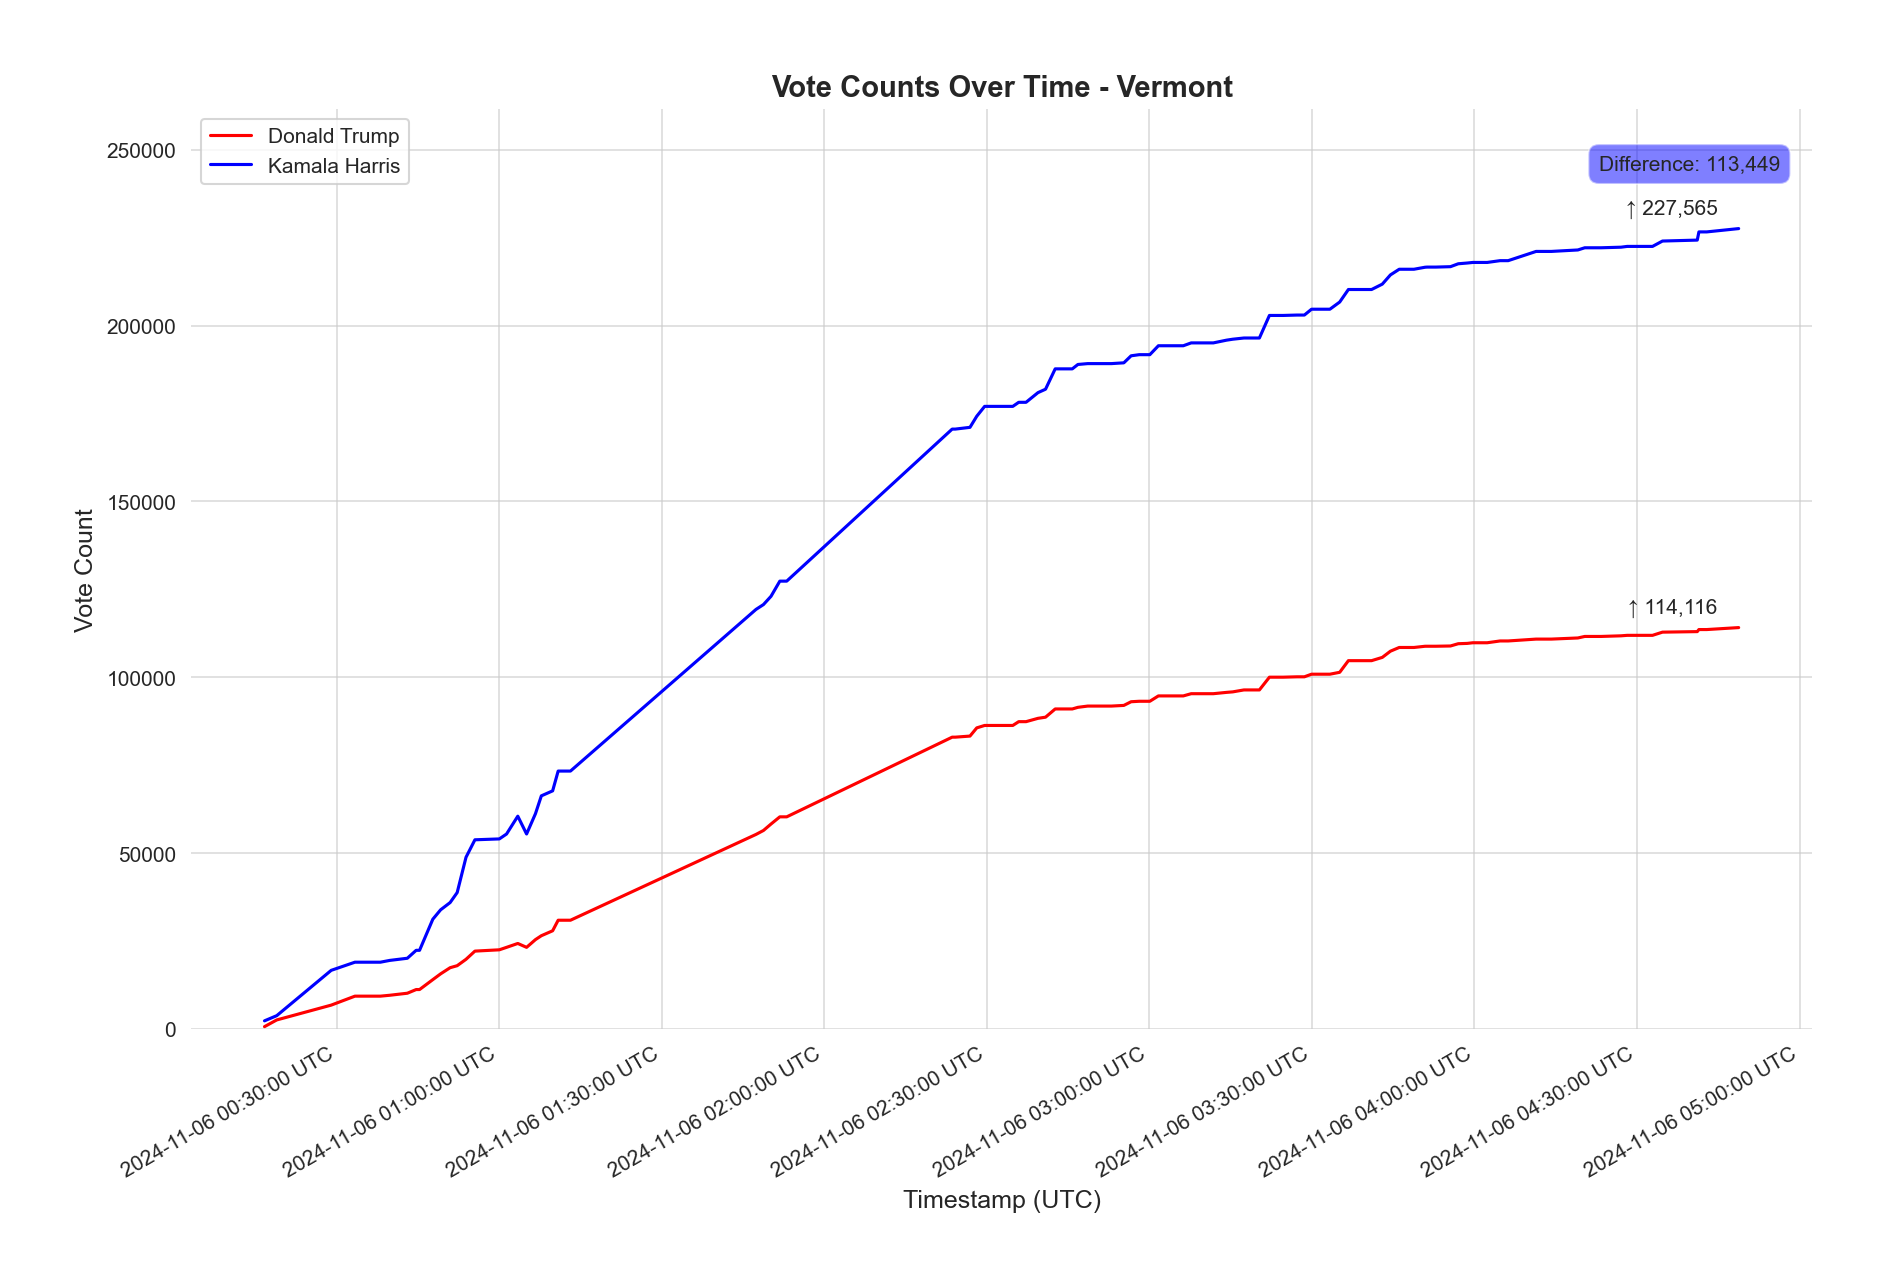 Vote Counts Over Time - Vermont
Donald Trump
Kamala Harris
Difference: 113,449
↑ 227,565
↑ 114,116
Vote Count
250000
200000
150000
100000
50000
0
2024-11-06 00:30:00 UTC
2024-11-06 01:00:00 UTC
2024-11-06 01:30:00 UTC
2024-11-06 02:00:00 UTC
2024-11-06 02:30:00 UTC
2024-11-06 03:00:00 UTC
2024-11-06 03:30:00 UTC
2024-11-06 04:00:00 UTC
2024-11-06 04:30:00 UTC
2024-11-06 05:00:00 UTC
Timestamp (UTC)